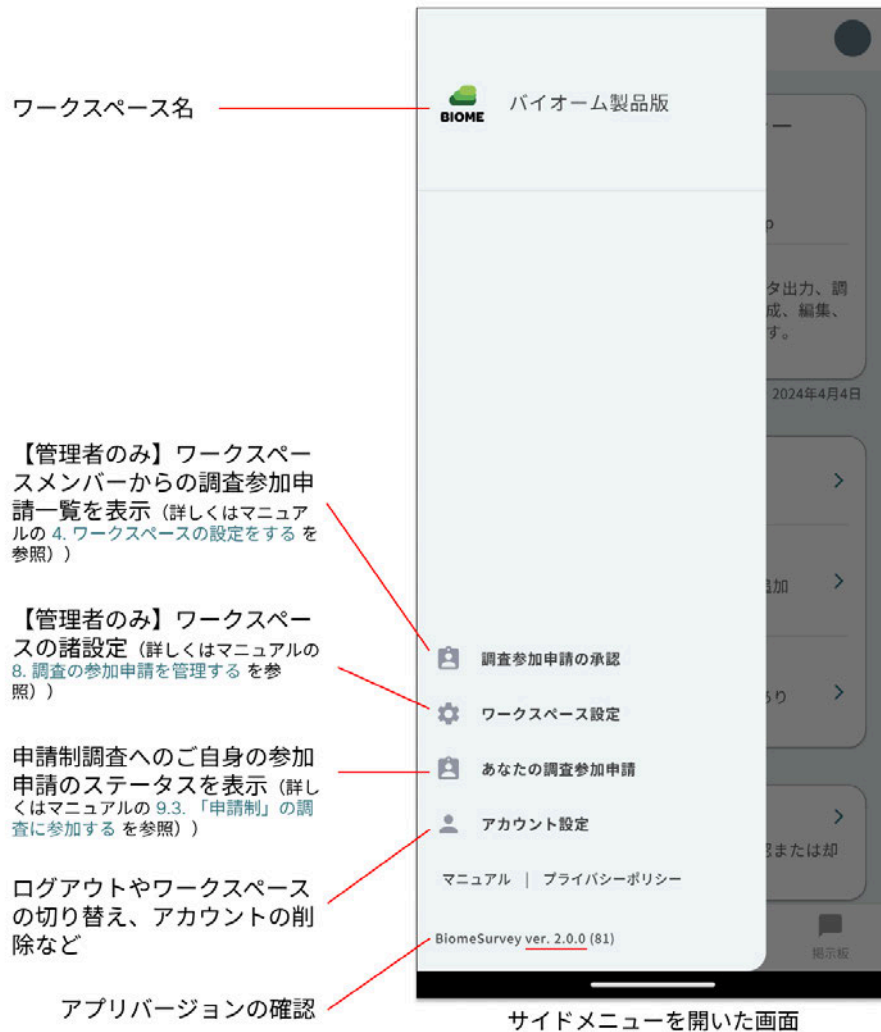 ワークスペース名
BIOME
バイオーム製品版
ー
p
タ出力、調
成、編集、
す。
2024年4月4日
【管理者のみ】ワークスペー
スメンバーからの調査参加申
請一覧を表示（詳しくはマニュア
ルの 4. ワークスペースの設定をする を
参照））
追加
【管理者のみ】ワークスペー
スの諸設定（詳しくはマニュアルの
8. 調査の参加申請を管理する を参
照））
調査参加申請の承認
ワークスペース設定
あり
申請制調査へのご自身の参加
申請のステータスを表示（詳し
くはマニュアルの 9.3. 「申請制」の調
査に参加する を参照））
あなたの調査参加申請
アカウント設定
認または却
ログアウトやワークスペース
の切り替え、アカウントの削
除など
マニュアル | プライバシーポリシー
BiomeSurvey ver. 2.0.0 (81)
掲示板
アプリバージョンの確認
サイドメニューを開いた画面